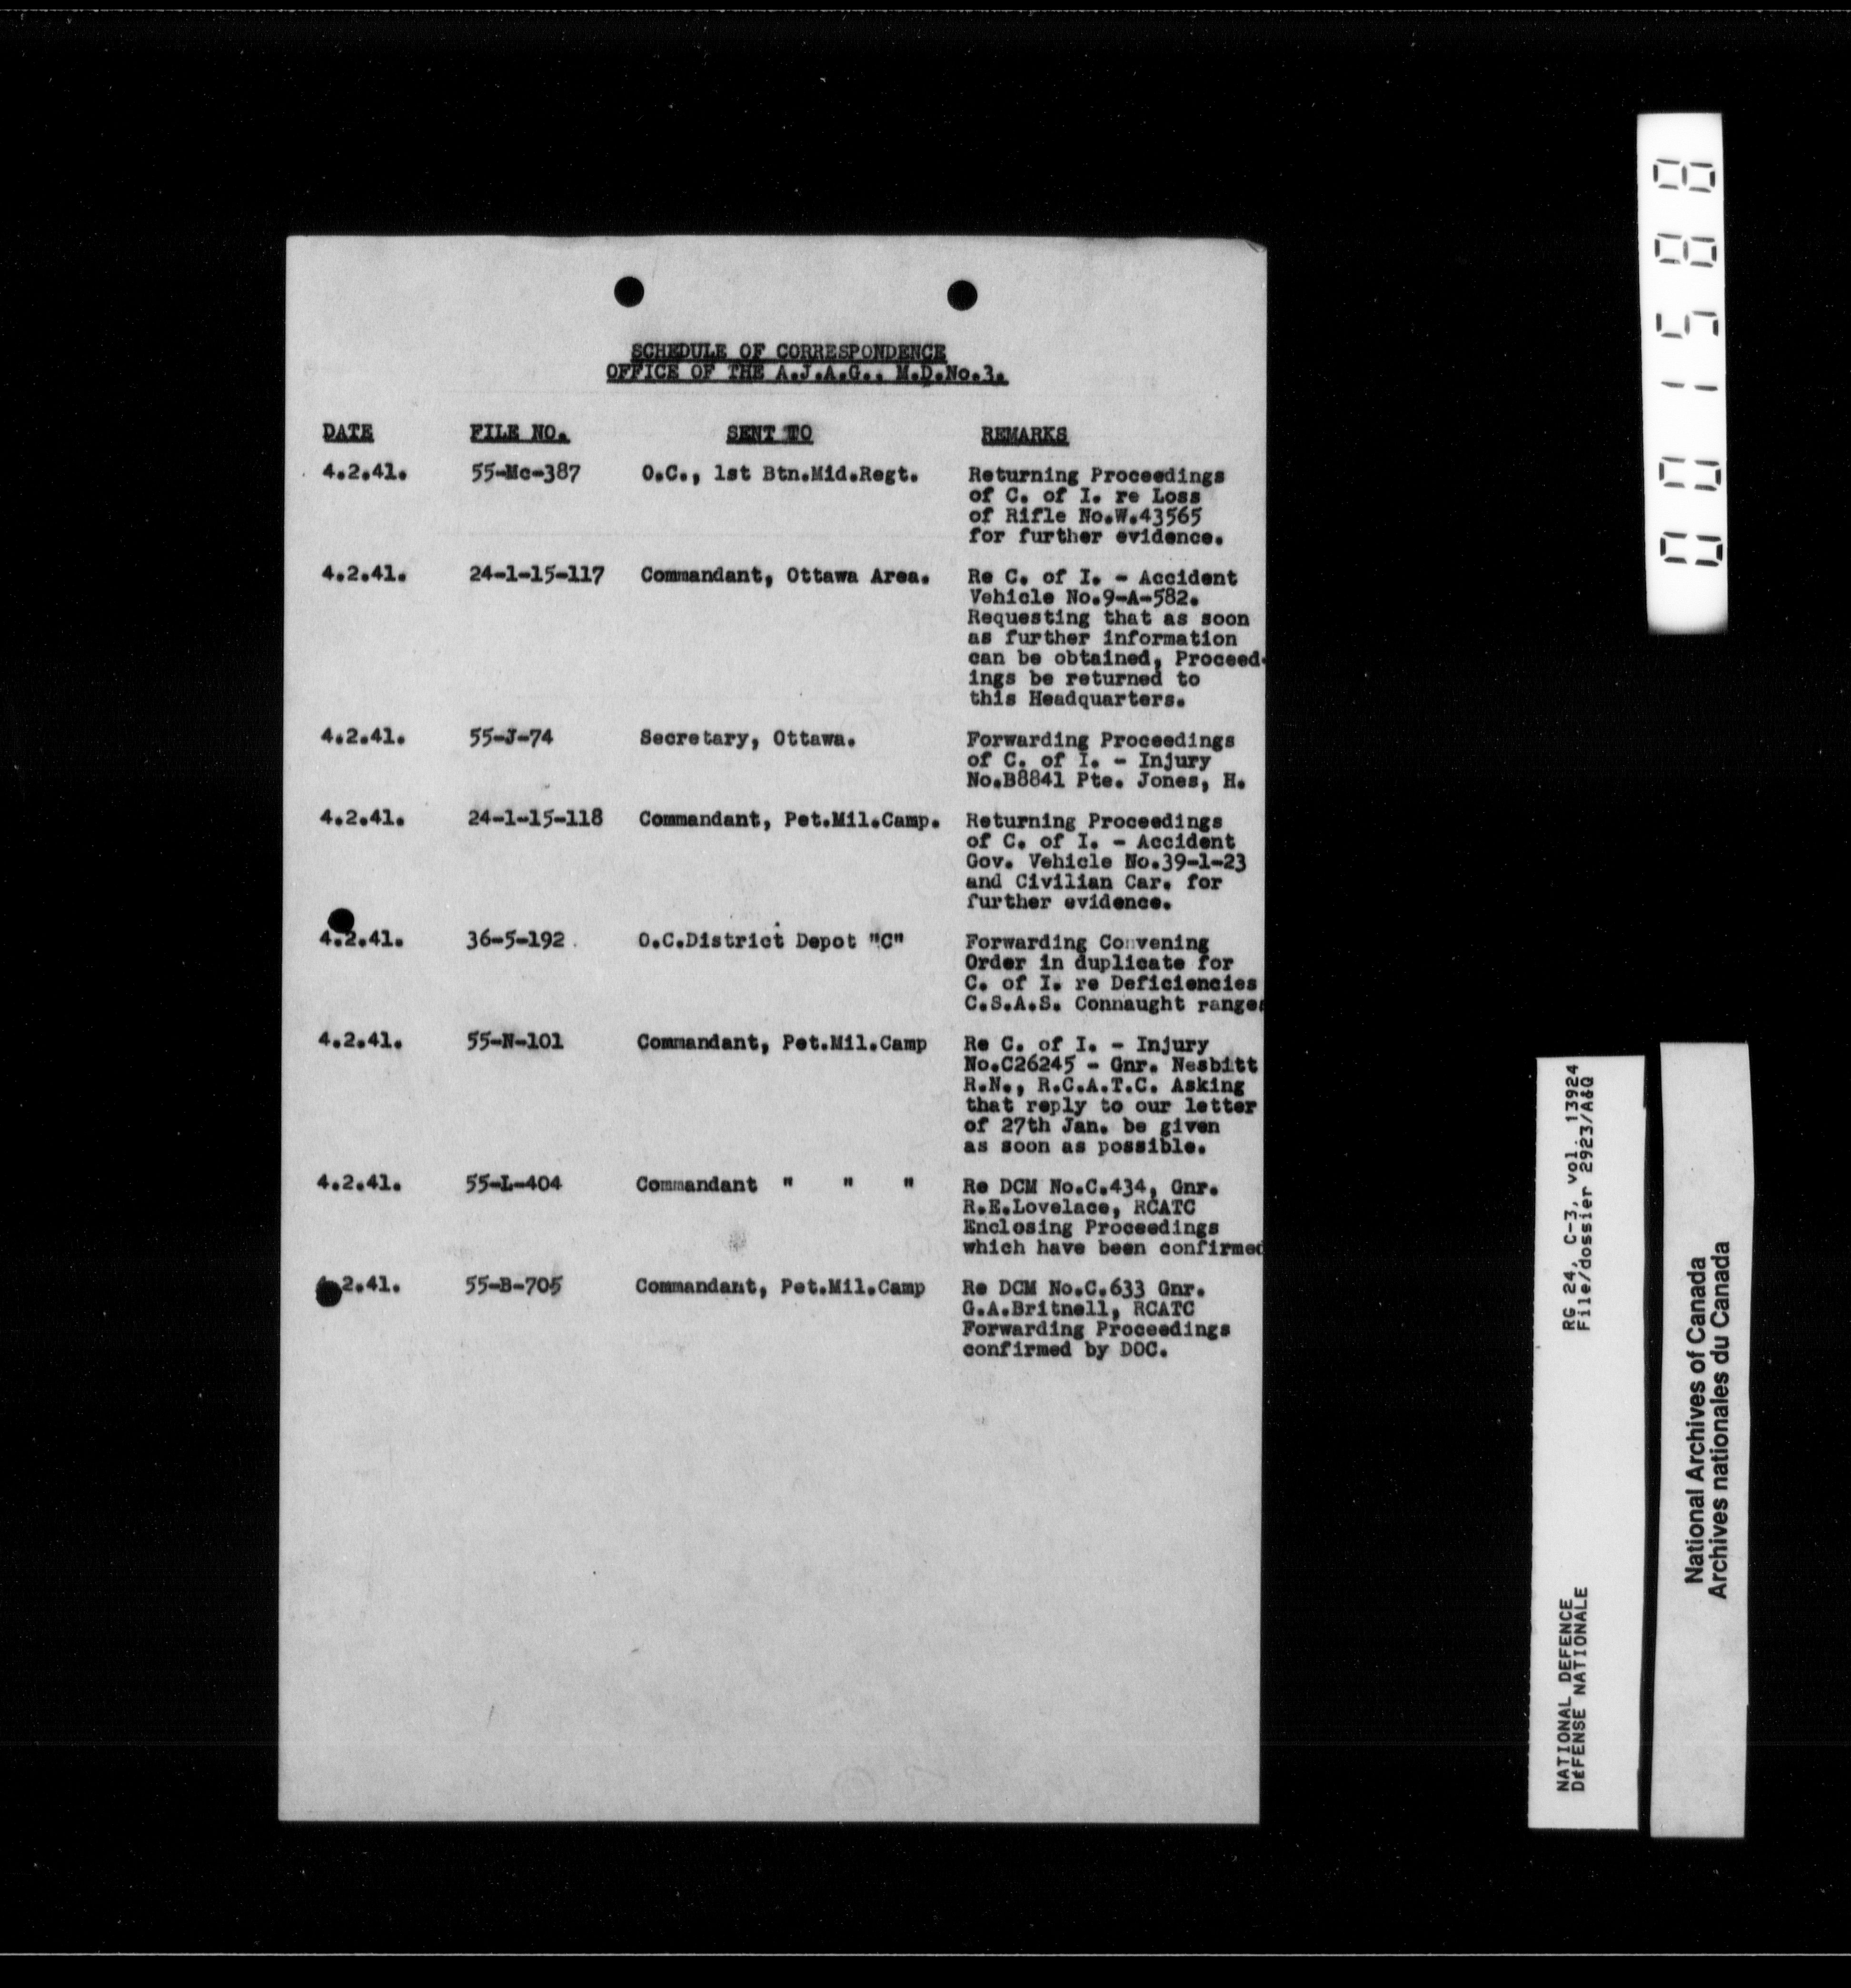 SCHEDULE OF CORRESPONDENCE
OFFICE OF THE A.J.A.G., M.D.No.3.
DATE FILE NO. SENT TO REMARKS
4.2.41. 55-Mc-387 O.C., 1st Btn.Mid.Regt. Returning Proceedings
of C. of I. re Loss
of Rifle No.W.43565
for further evidence.
4.2.41. 24-1-15-117 Commandant, Ottawa Area. Re C. of I. - Accident
Vehicle No.9-A-582.
Requesting that as soon
as further information
can be obtained, Proceed-
ings be returned to
this Headquarters.
4.2.41. 55-J-74 Secretary, Ottawa. Forwarding Proceedings
of C. of I. - Injury
No.B8841 Pte. Jones, H.
4.2.41. 24-1-15-118 Commandant, Pet.Mil.Camp. Returning Proceedings
of C. of I. - Accident
Gov. Vehicle No.39-1-23
and Civilian Car. for
further evidence.
4.2.41. 36-5-192. O.C.District Depot "C" Forwarding Convening
Order in duplicate for
C. of I. re Deficiencies
C.S.A.S. Connaught ranges
4.2.41. 55-N-101 Commandant, Pet.Mil.Camp Re C. of I. - Injury
No.C26245 - Gnr. Nesbitt
R.N., R.C.A.T.C. Asking
that reply to our letter
of 27th Jan. be given
as soon as possible.
4.2.41. 55-L-404 Commandant " " " Re DCM No.C.434, Gnr.
R.E.Lovelace, RCATC
Enclosing Proceedings
which have been confirmed
2.41. 55-B-705 Commandant, Pet.Mil.Camp Re DCM No.C.633 Gnr.
G.A.Britnell, RCATC
Forwarding Proceedings
confirmed by DOC.
001588
RG 24, C-3, vol. 13924
File/dossier 2923/A&Q
NATIONAL DEFENCE
DÉFENSE NATIONALE
National Archives of Canada
Archives nationales du Canada